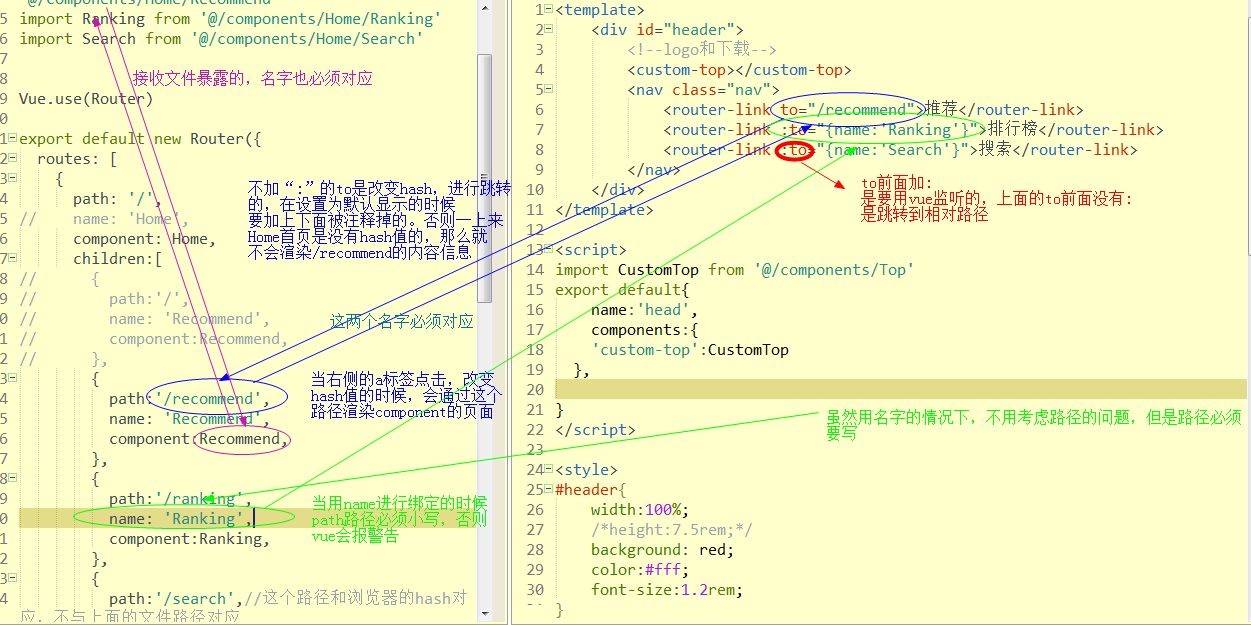 '@/components/Home/Recommend'
5 import Ranking from '@/components/Home/Ranking'
6 import Search from '@/components/Home/Search'
7
8
接收文件暴露的，名字也必须对应
9 Vue.use(Router)
0
1 export default new Router({
2 routes: [
3 {
4 path: '/',
5 // name: 'Home',
6 component: Home,
7 children:[
8 // {
9 // path:'/',
0 // name: 'Recommend',
1 // component:Recommend,
2 // },
3 {
4 path:'/recommend',
5 name: 'Recommend',
6 component:Recommend,
7 },
8 {
9 path:'/ranking',
0 name: 'Ranking',
1 component:Ranking,
2 },
3 {
4 path:'/search',//这个路径和浏览器的hash对
应，不与上面的文件路径对应
不加“:”的to是改变hash，进行跳转
的，在设置为默认显示的时候
要加上下面被注释掉的。否则一上来
Home首页是没有hash值的，那么就
不会渲染/recommend的内容信息
这两个名字必须对应
当右侧的a标签点击，改变
hash值的时候，会通过这个
路径渲染component的页面
当用name进行绑定的时候
path路径必须小写，否则
vue会报警告
1 <template>
2 <div id="header">
3 <!--logo和下载-->
4 <custom-top></custom-top>
5 <nav class="nav">
6 <router-link to="/recommend">推荐</router-link>
7 <router-link :to="{name:'Ranking'}">排行榜</router-link>
8 <router-link :to="{name:'Search'}">搜索</router-link>
9 </nav>
10 </div>
11 </template>
12
13 <script>
14 import CustomTop from '@/components/Top'
15 export default{
16 name:'head',
17 components:{
18 'custom-top':CustomTop
19 },
20
21 }
22 </script>
23
24 <style>
25 #header{
26 width:100%;
27 /*height:7.5rem;*/
28 background: red;
29 color:#fff;
30 font-size:1.2rem;
}
to前面加:
是要用vue监听的，上面的to前面没有:
是跳转到相对路径
虽然用名字的情况下，不用考虑路径的问题，但是路径必须
要写